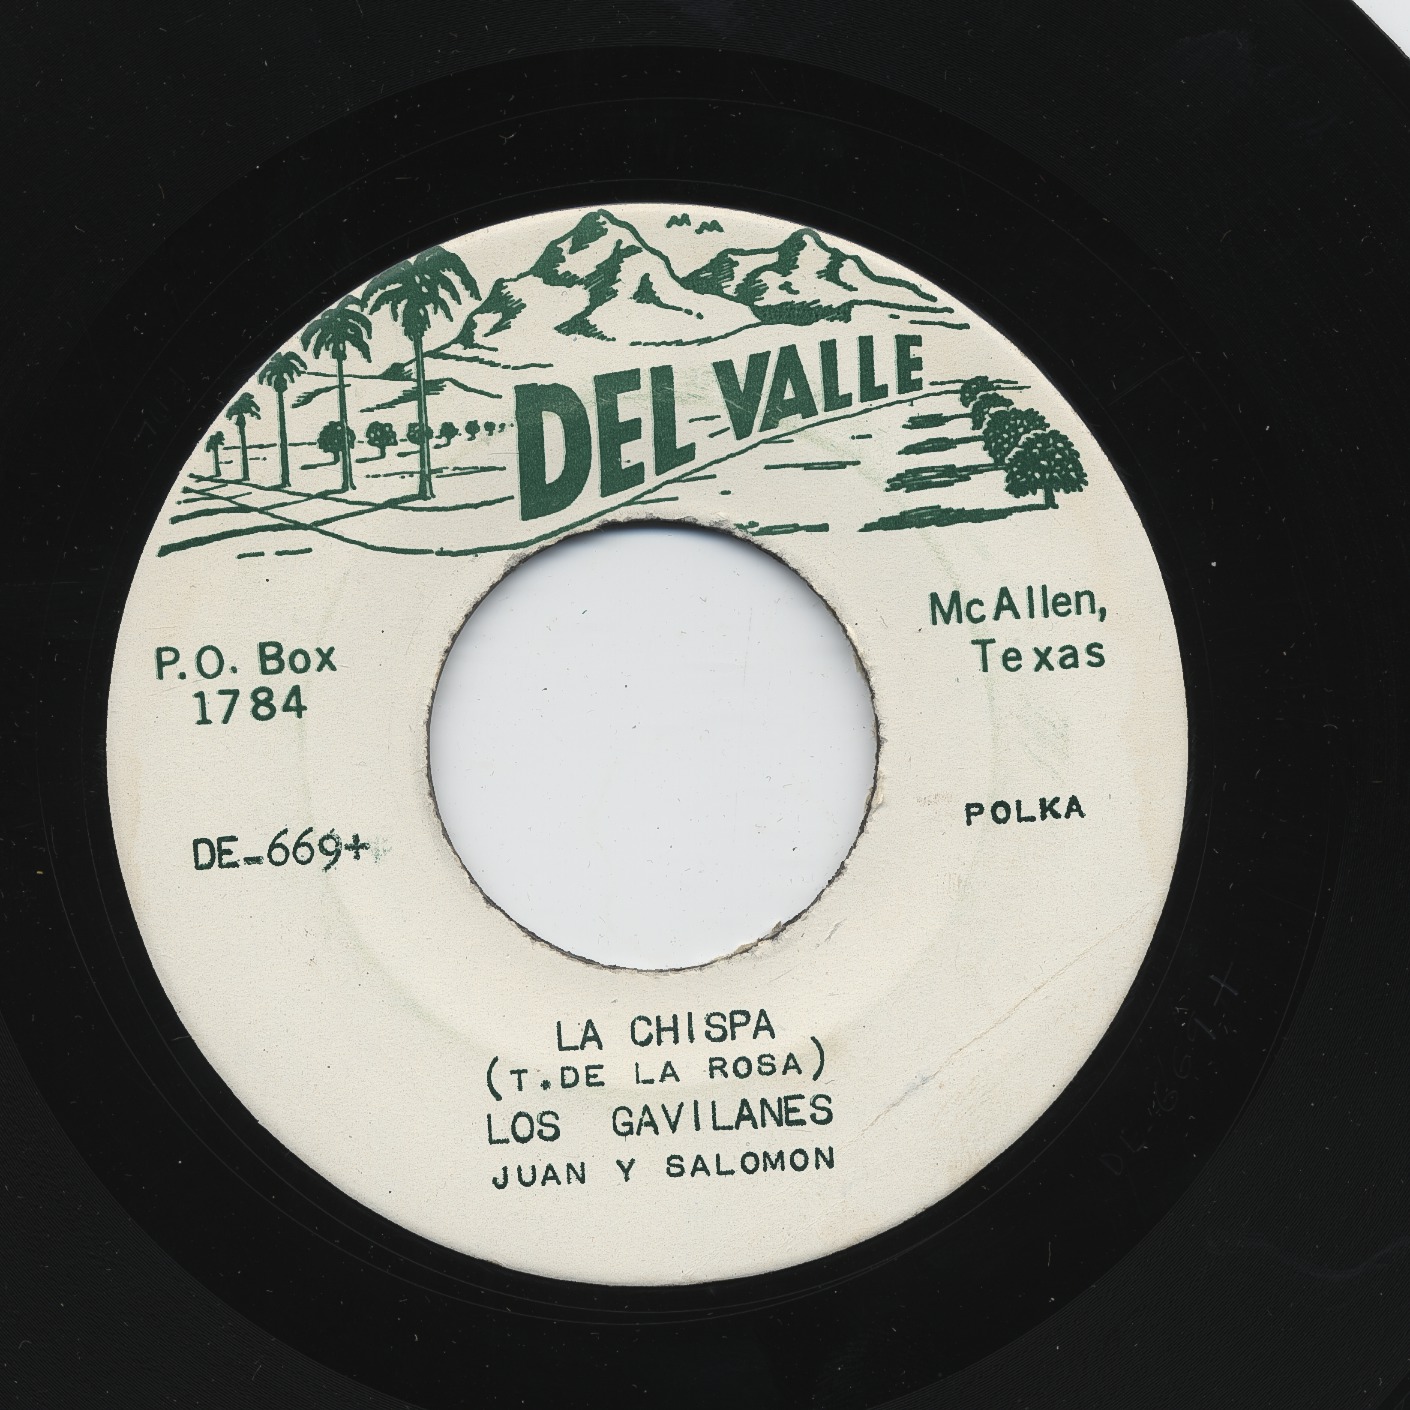 DEL VALLE
P.O. Box
1784
McAllen,
Texas
DE-669+
POLKA
LA CHISPA
(T. DE LA ROSA)
LOS GAVILANES
JUAN Y SALOMON